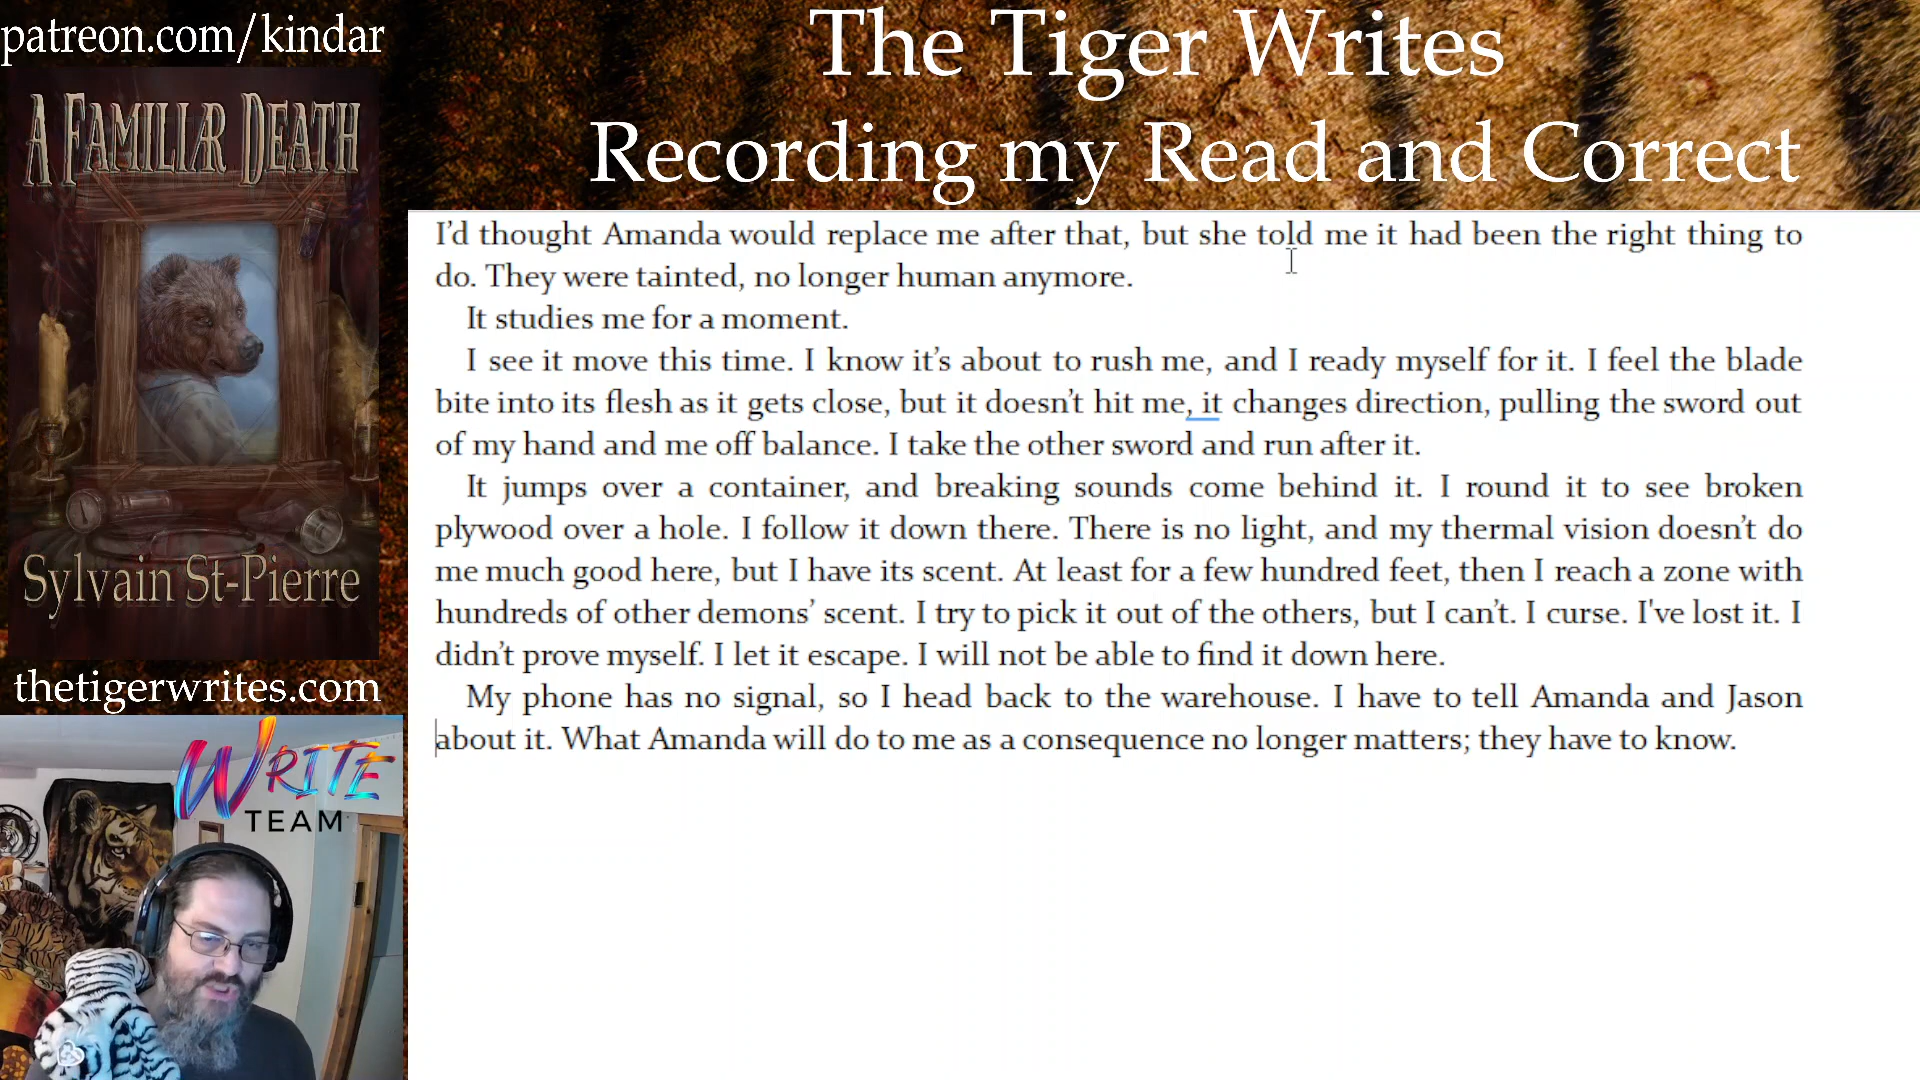 patreon.com/kindar
A FAMILIAR DEATH
Sylvain St-Pierre
thetigerwrites.com
WRITE
TEAM
The Tiger Writes
Recording my Read and Correct
I’d thought Amanda would replace me after that, but she told me it had been the right thing to
do. They were tainted, no longer human anymore.
It studies me for a moment.
I see it move this time. I know it’s about to rush me, and I ready myself for it. I feel the blade
bite into its flesh as it gets close, but it doesn’t hit me, it changes direction, pulling the sword out
of my hand and me off balance. I take the other sword and run after it.
It jumps over a container, and breaking sounds come behind it. I round it to see broken
plywood over a hole. I follow it down there. There is no light, and my thermal vision doesn’t do
me much good here, but I have its scent. At least for a few hundred feet, then I reach a zone with
hundreds of other demons’ scent. I try to pick it out of the others, but I can’t. I curse. I've lost it. I
didn’t prove myself. I let it escape. I will not be able to find it down here.
My phone has no signal, so I head back to the warehouse. I have to tell Amanda and Jason
about it. What Amanda will do to me as a consequence no longer matters; they have to know.